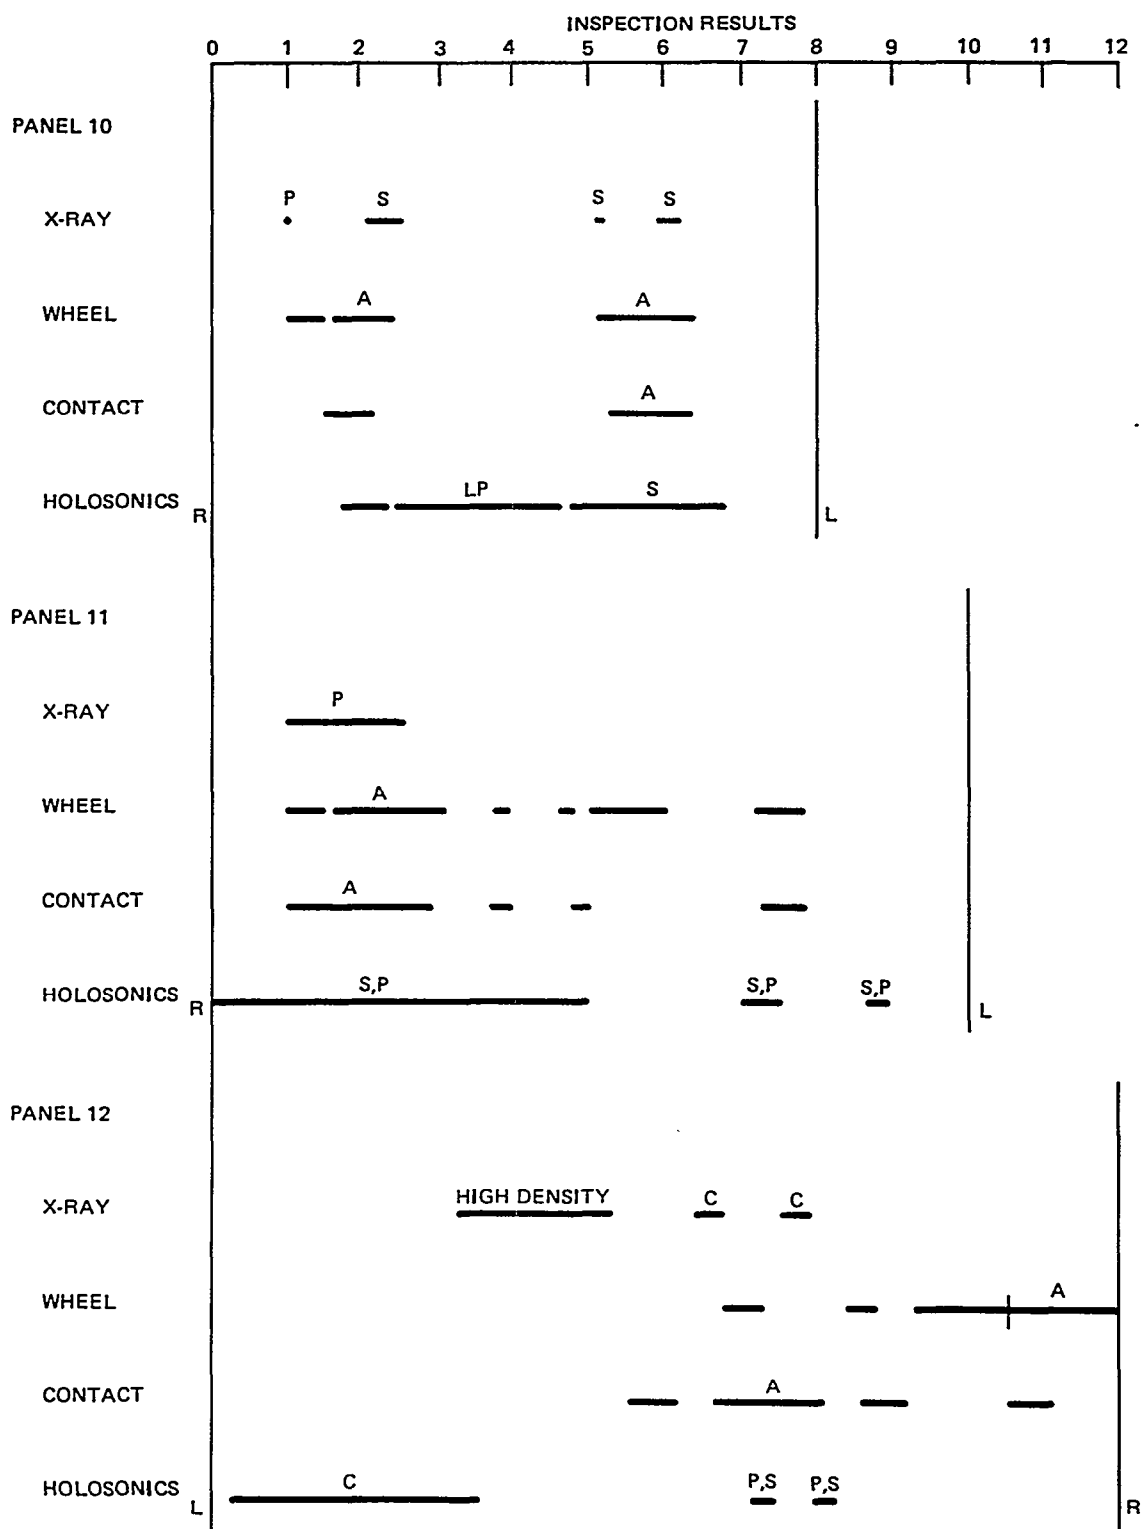 INSPECTION RESULTS
0 1 2 3 4 5 6 7 8 9 10 11 12
PANEL 10
P S S S
X-RAY
A A
WHEEL
A
CONTACT
LP S
HOLOSONICS
R L
PANEL 11
P
X-RAY
A
WHEEL
A
CONTACT
S,P S,P S,P
HOLOSONICS
R L
PANEL 12
HIGH DENSITY C C
X-RAY
A
WHEEL
A
CONTACT
C P,S P,S
HOLOSONICS
L R